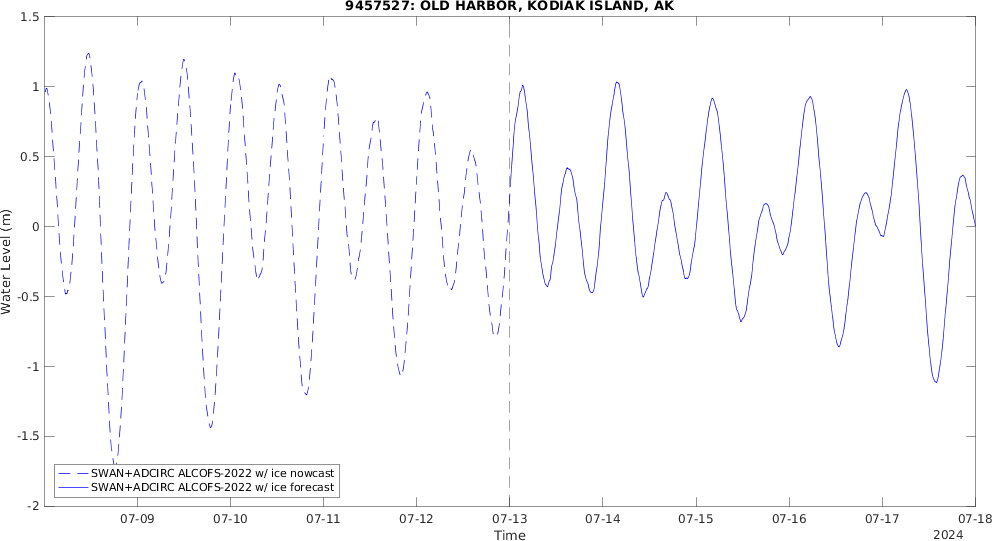 9457527: OLD HARBOR, KODIAK ISLAND, AK
1.5
1
0.5
0
-0.5
-1
-1.5
-2
Water Level (m)
SWAN+ADCIRC ALCOFS-2022 w/ ice nowcast
SWAN+ADCIRC ALCOFS-2022 w/ ice forecast
07-09 07-10 07-11 07-12 07-13 07-14 07-15 07-16 07-17 07-18
Time
2024